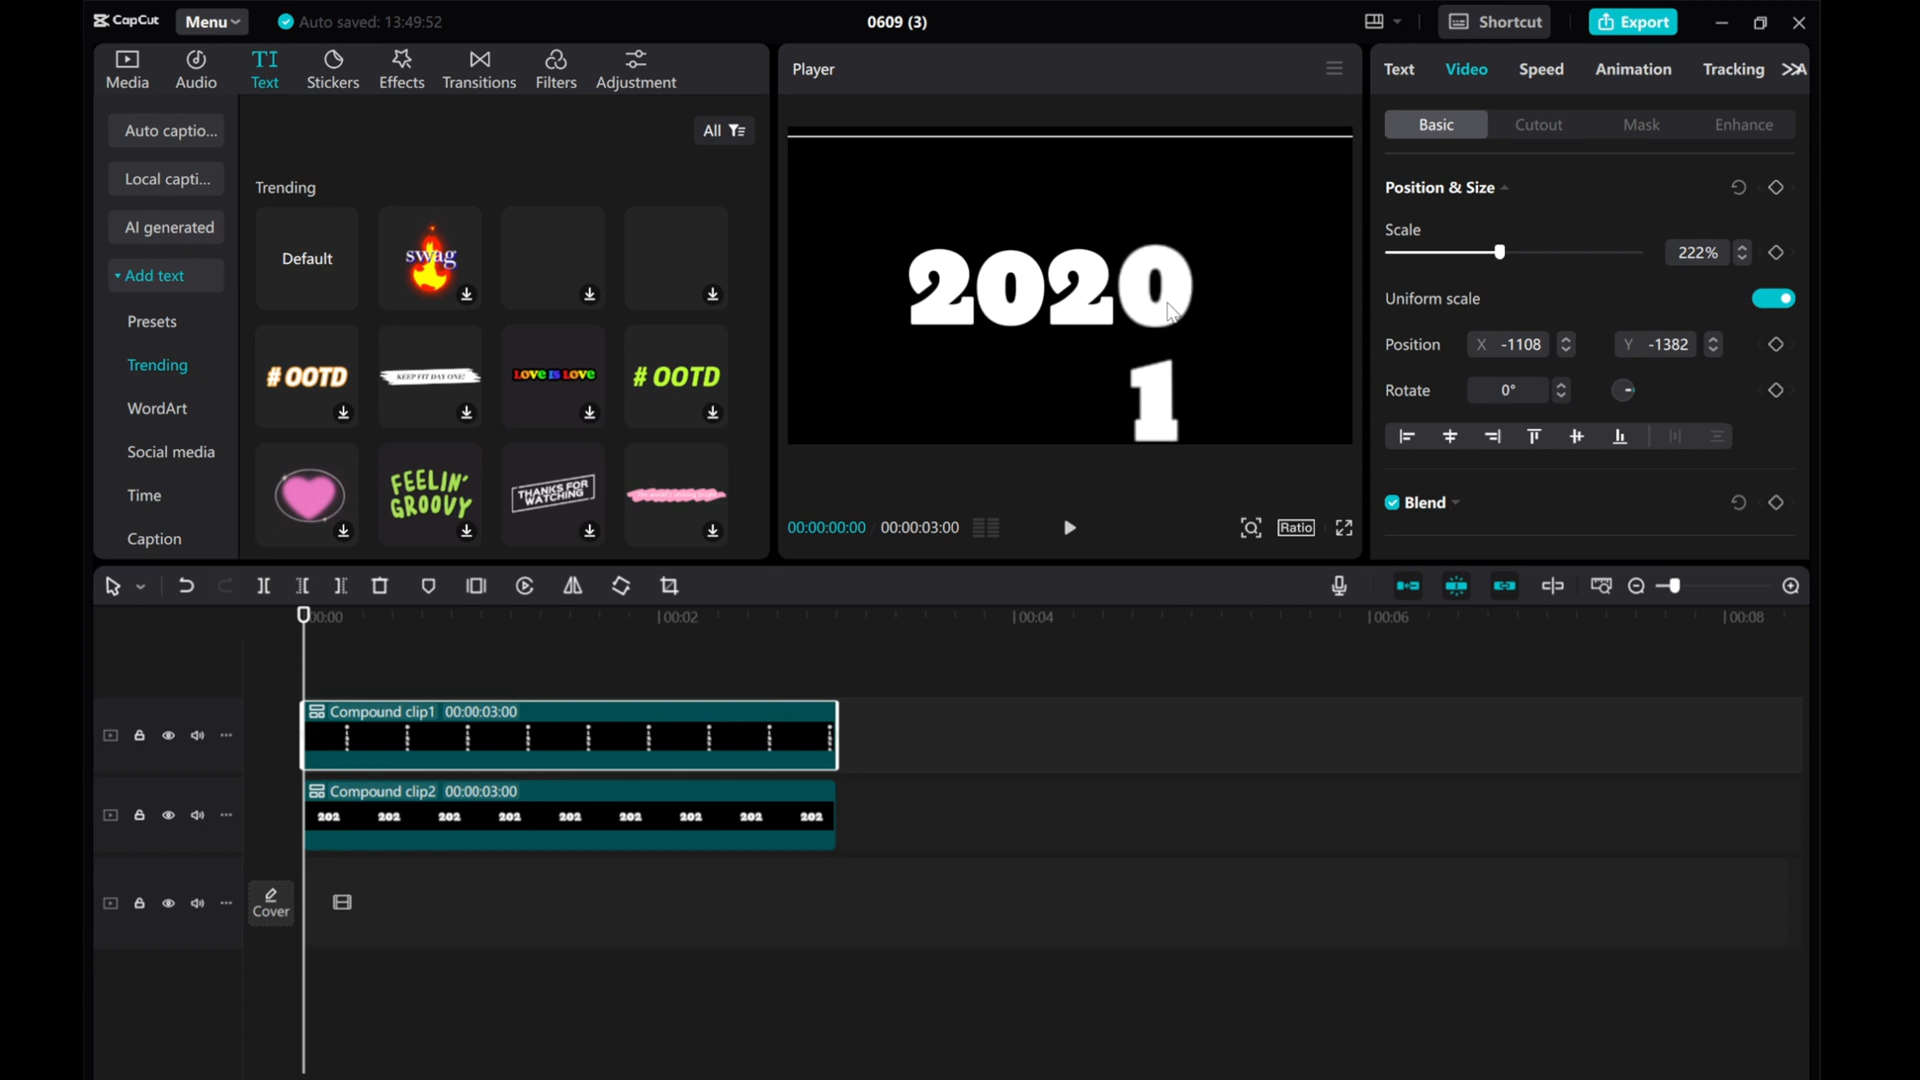 CapCut Menu Auto saved: 13:49:52 0609 (3) Shortcut Export
Media Audio Text Stickers Effects Transitions Filters Adjustment
TI
Player
Text Video Speed Animation Tracking
Auto captio...
Local capti...
AI generated
Add text
Presets
Trending
WordArt
Social media
Time
Caption
All
Trending
Default
swag
# OOTD
KEEP FIT DAY ONE!
LOVE IS LOVE
# OOTD
FEELIN'
GROOVY
THANKS FOR
WATCHING
2020
1
00:00:00:00 00:00:03:00
Ratio
Basic Cutout Mask Enhance
Position & Size
Scale
222%
Uniform scale
Position X -1108 Y -1382
Rotate 0°
Blend
00:00 00:02 00:04 00:06 00:08
Compound clip1 00:00:03:00
Compound clip2 00:00:03:00
202 202 202 202 202 202 202 202 202
Cover